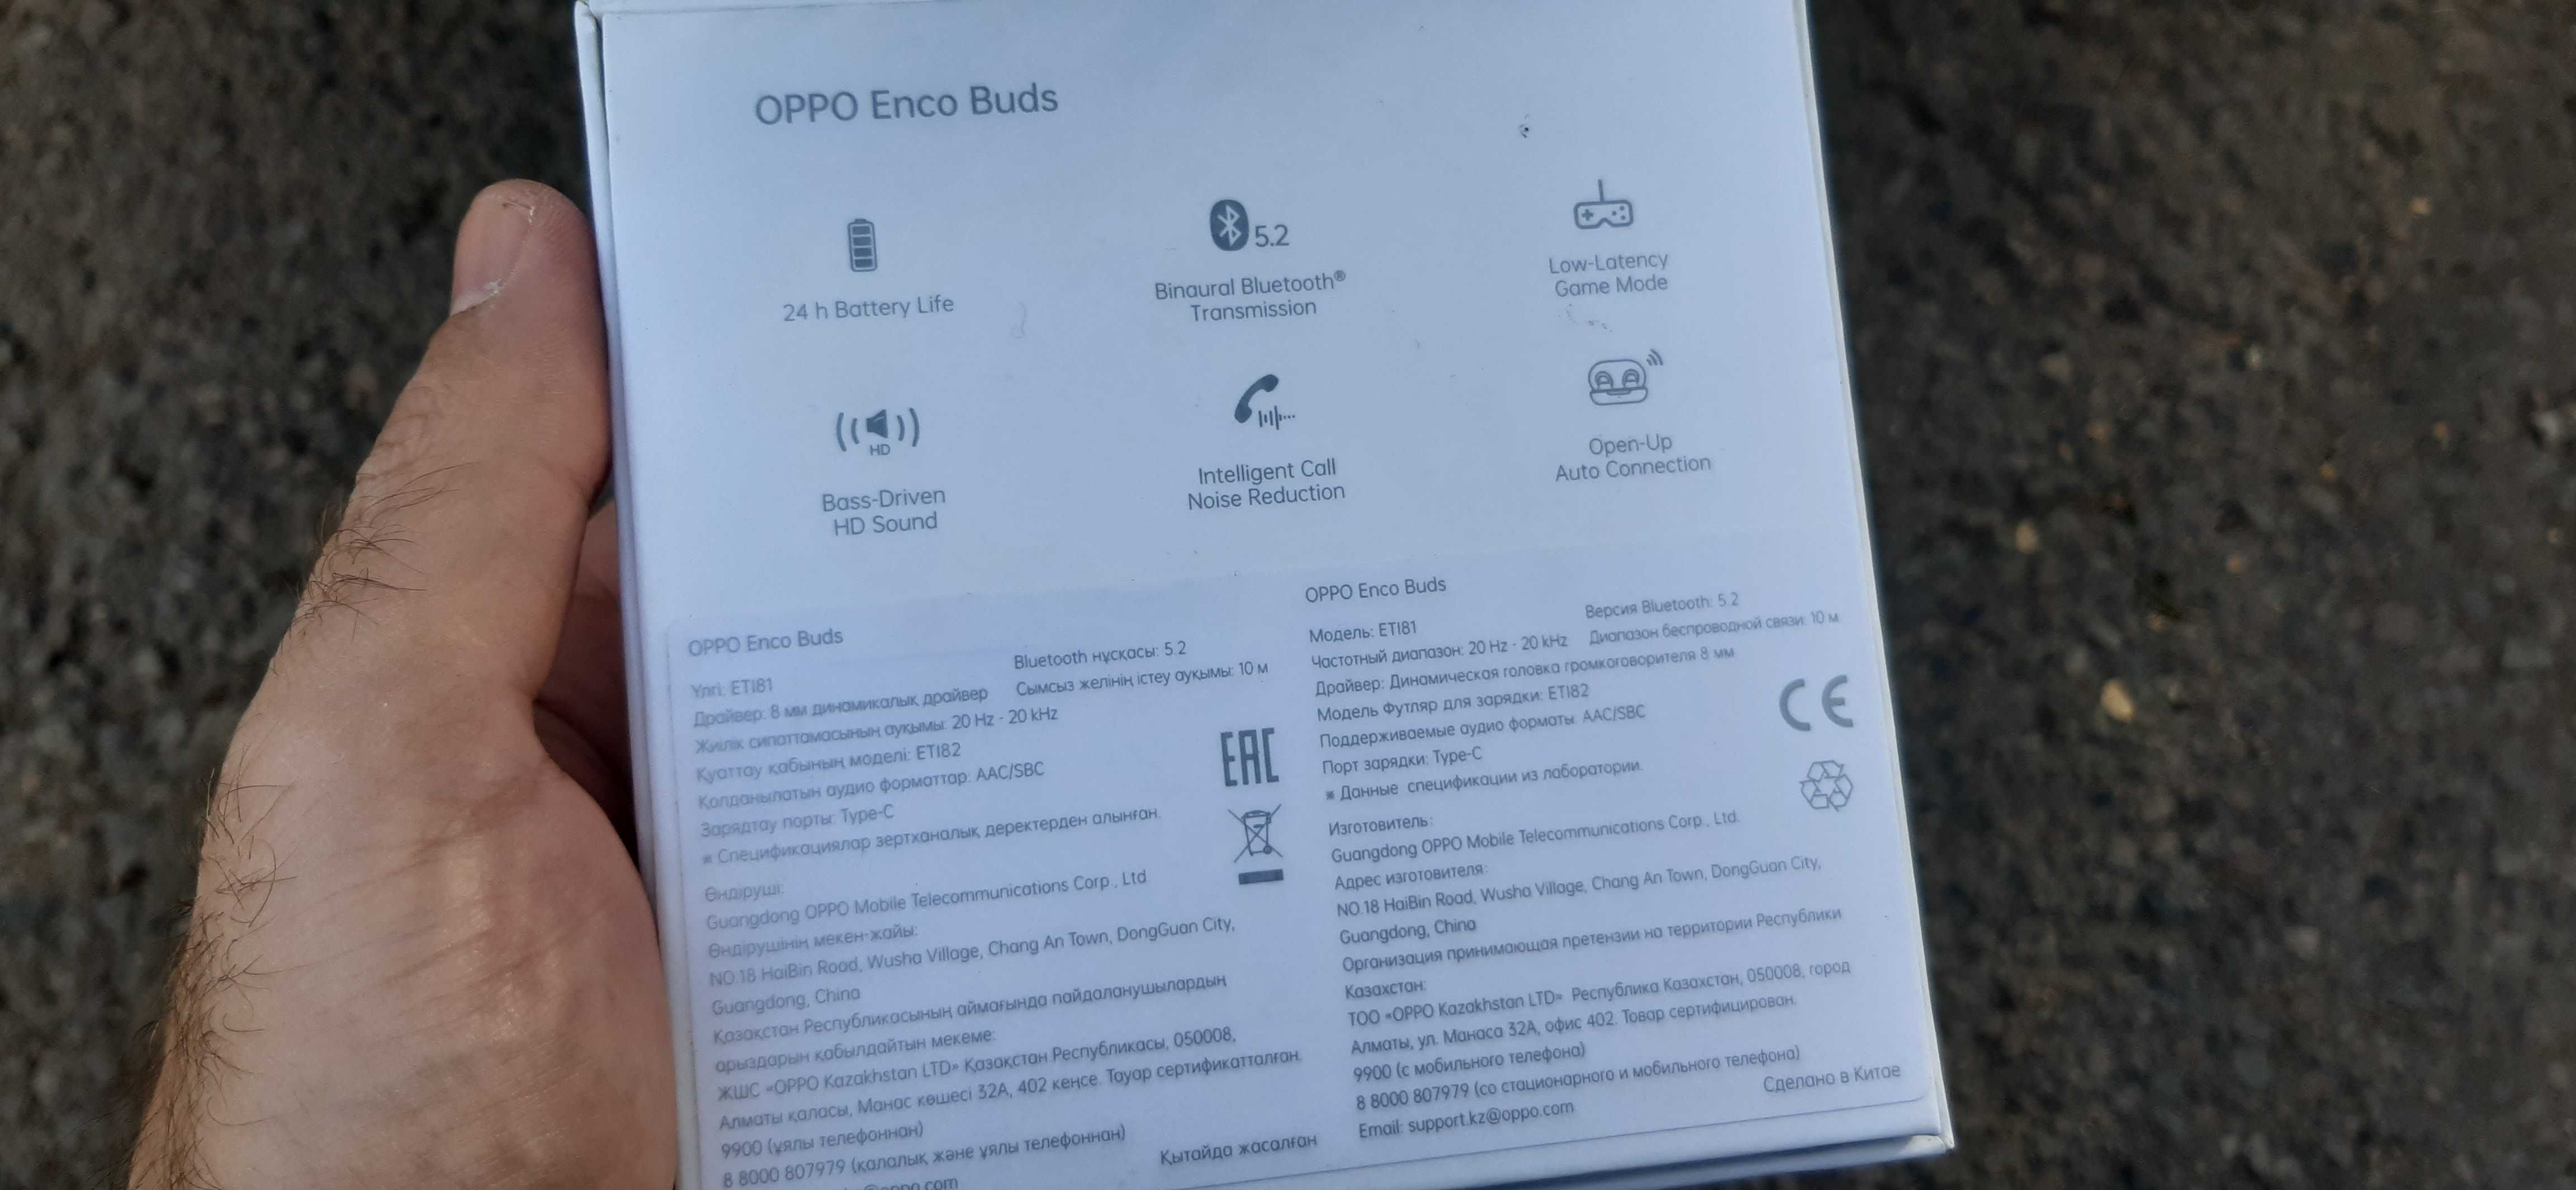 OPPO Enco Buds
24 h Battery Life
5.2
Binaural Bluetooth®
Transmission
Low-Latency
Game Mode
HD
Bass-Driven
HD Sound
Intelligent Call
Noise Reduction
Open-Up
Auto Connection
OPPO Enco Buds
Үлгі: ETI81
Bluetooth нұсқасы: 5.2
Драйвер: 8 мм динамикалық драйвер
Сымсыз желінің істеу ауқымы: 10 м
Жиілік сипаттамасының ауқымы: 20 Hz - 20 kHz
Қуаттау қабының моделі: ETI82
Қолданылатын аудио форматтар: AAC/SBC
Зарядтау порты: Type-C
※ Спецификациялар зертханалық деректерден алынған.
EAC
Өндіруші:
Guangdong OPPO Mobile Telecommunications Corp., Ltd
Өндірушінің мекен-жайы:
NO.18 HaiBin Road, Wusha Village, Chang An Town, DongGuan City,
Guangdong, China
Қазақстан Республикасының аймағында пайдаланушылардың
арыздарын қабылдайтын мекеме:
ЖШС «OPPO Kazakhstan LTD» Қазақстан Республикасы, 050008,
Алматы қаласы, Манас көшесі 32А, 402 кеңсе. Тауар сертификатталған.
9900 (ұялы телефоннан)
8 8000 807979 (қалалық және ұялы телефоннан)
Қытайда жасалған
OPPO Enco Buds
Модель: ETI81
Версия Bluetooth: 5.2
Частотный диапазон: 20 Hz - 20 kHz
Диапазон беспроводной связи: 10 м
Драйвер: Динамическая головка громкоговорителя 8 мм
Модель Футляр для зарядки: ETI82
Поддерживаемые аудио форматы: AAC/SBC
Порт зарядки: Type-C
※ Данные спецификации из лаборатории.
CE
Изготовитель:
Guangdong OPPO Mobile Telecommunications Corp., Ltd.
Адрес изготовителя:
NO.18 HaiBin Road, Wusha Village, Chang An Town, DongGuan City,
Guangdong, China
Организация принимающая претензии на территории Республики
Казахстан:
ТОО «OPPO Kazakhstan LTD» Республика Казахстан, 050008, город
Алматы, ул. Манаса 32А, офис 402. Товар сертифицирован.
9900 (с мобильного телефона)
8 8000 807979 (со стационарного и мобильного телефона)
Email: support.kz@oppo.com
Сделано в Китае